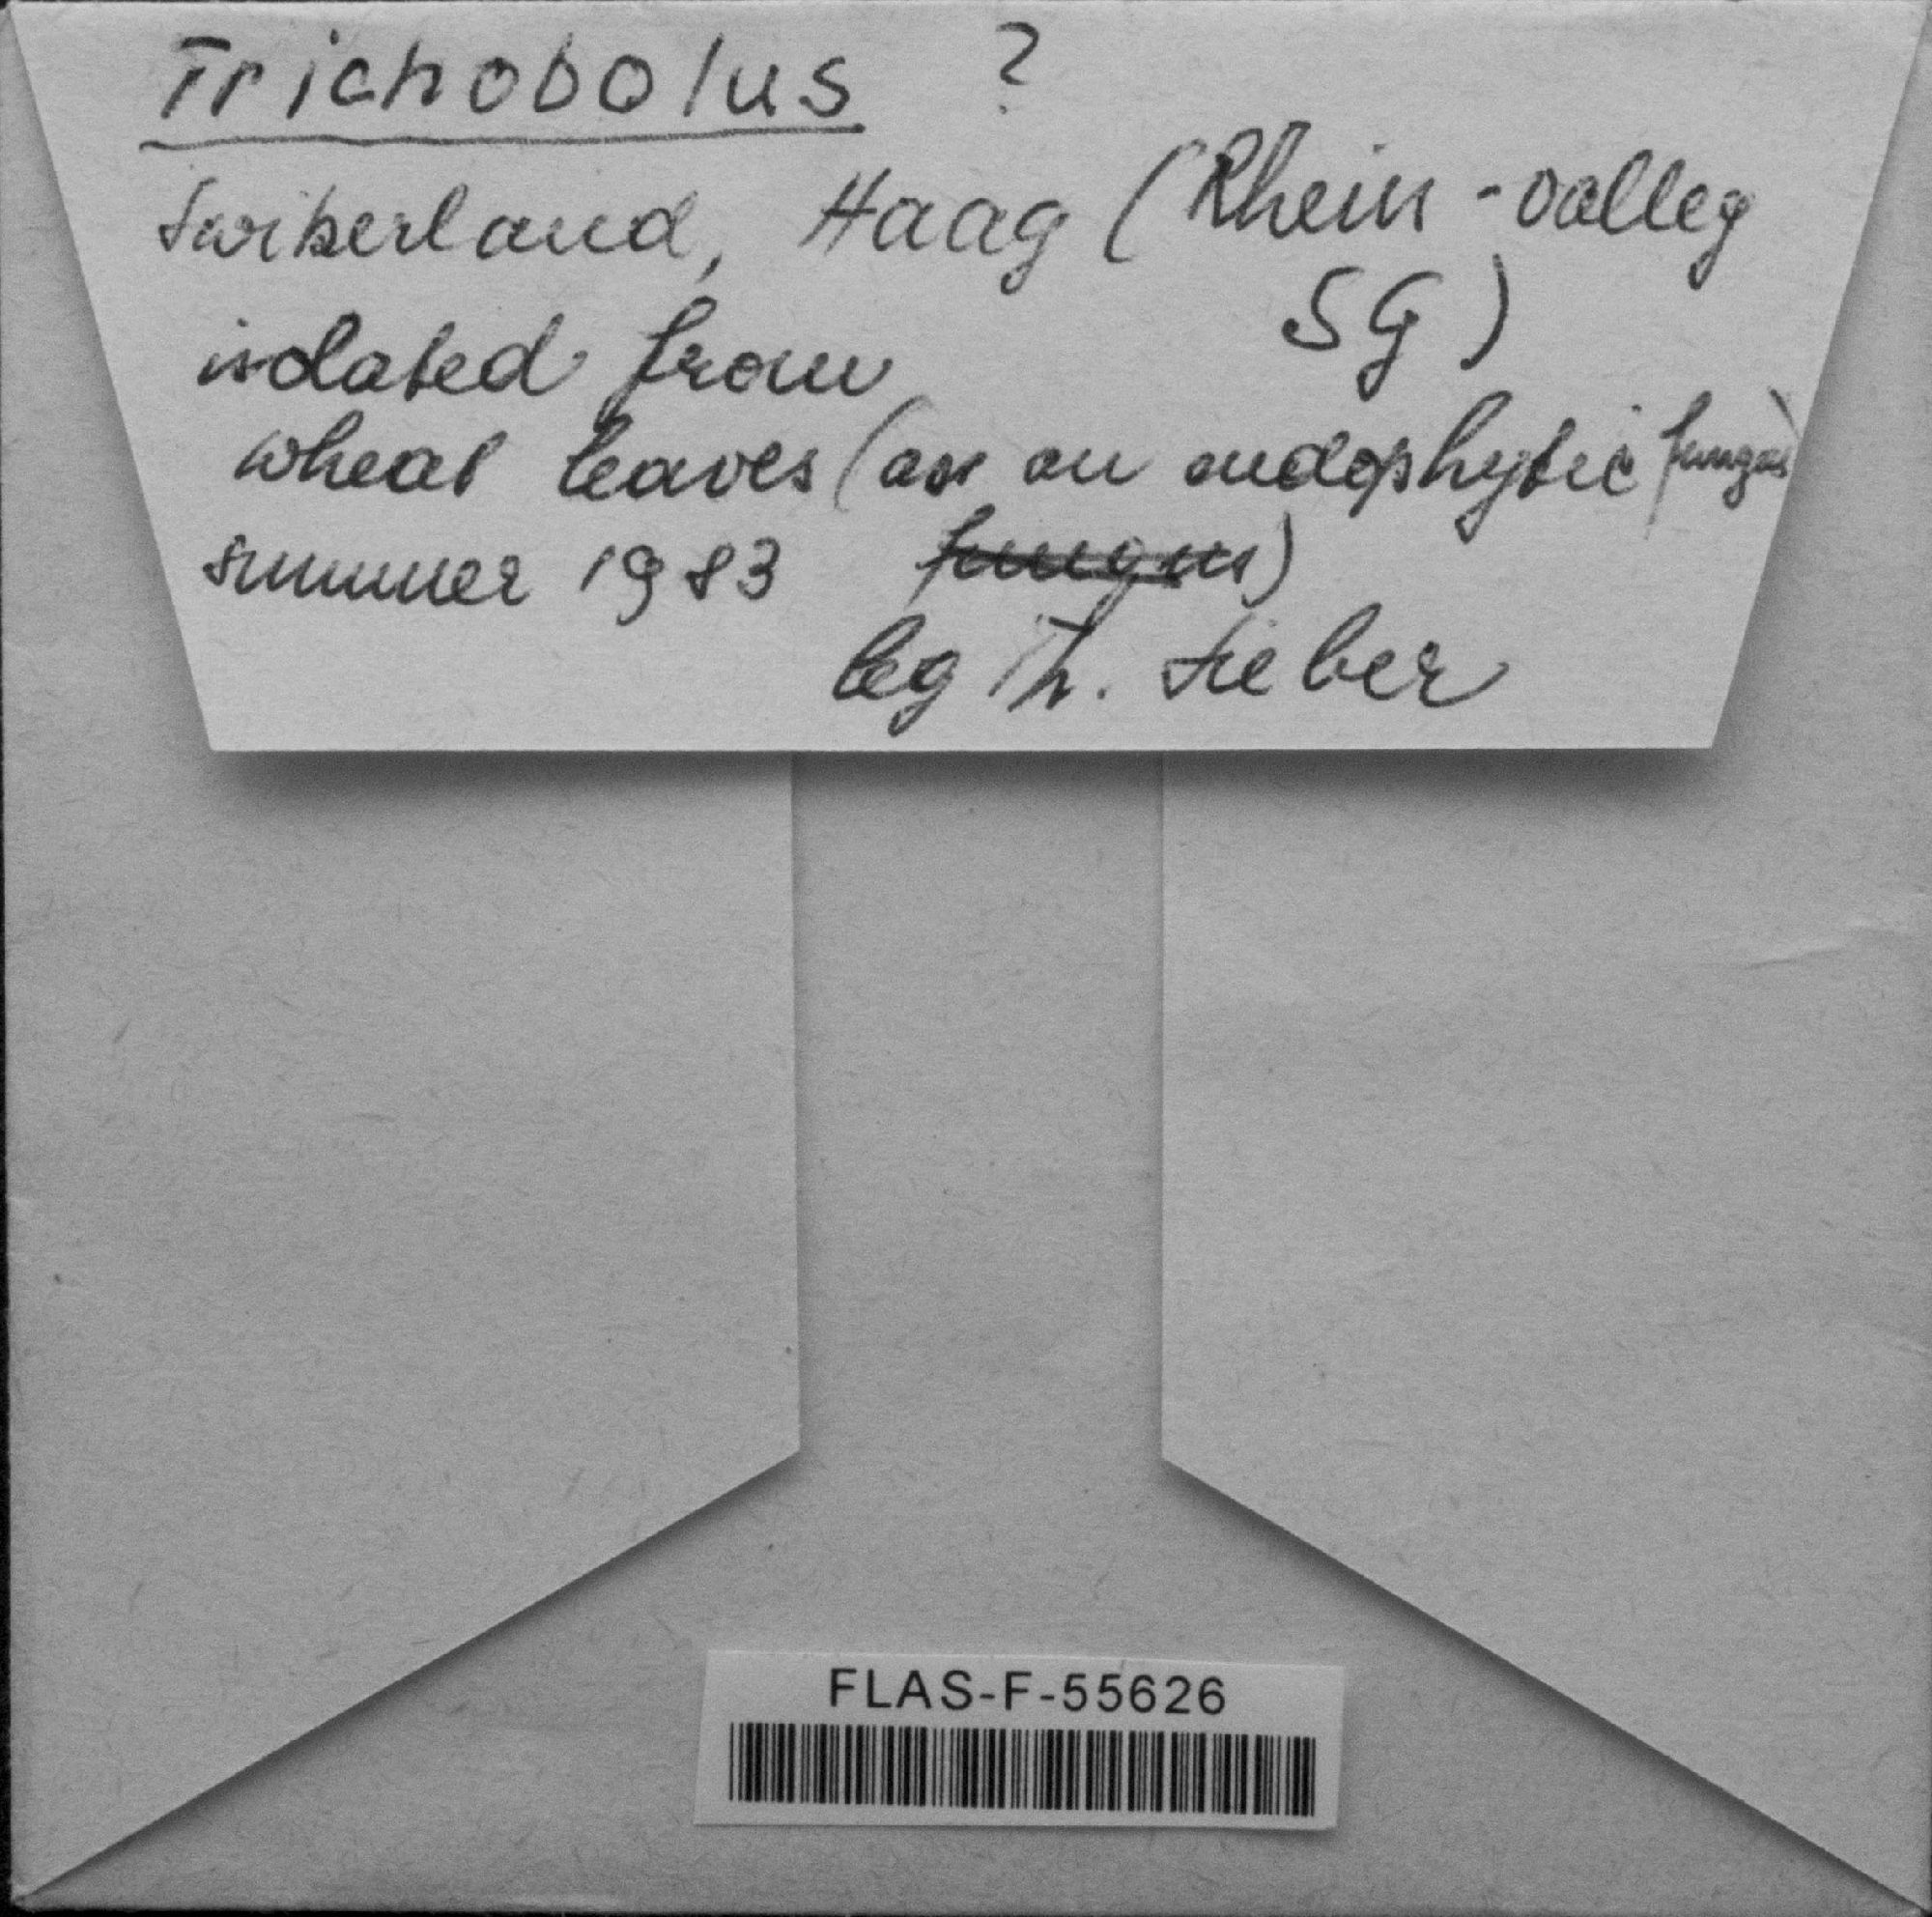 Trichobolus ?
Switzerland, Haag (Rhein-valley
SG)
isolated from
wheat leaves (as an endophytic fungus)
summer 1983 fungus)
leg Th. Sieber
FLAS-F-55626